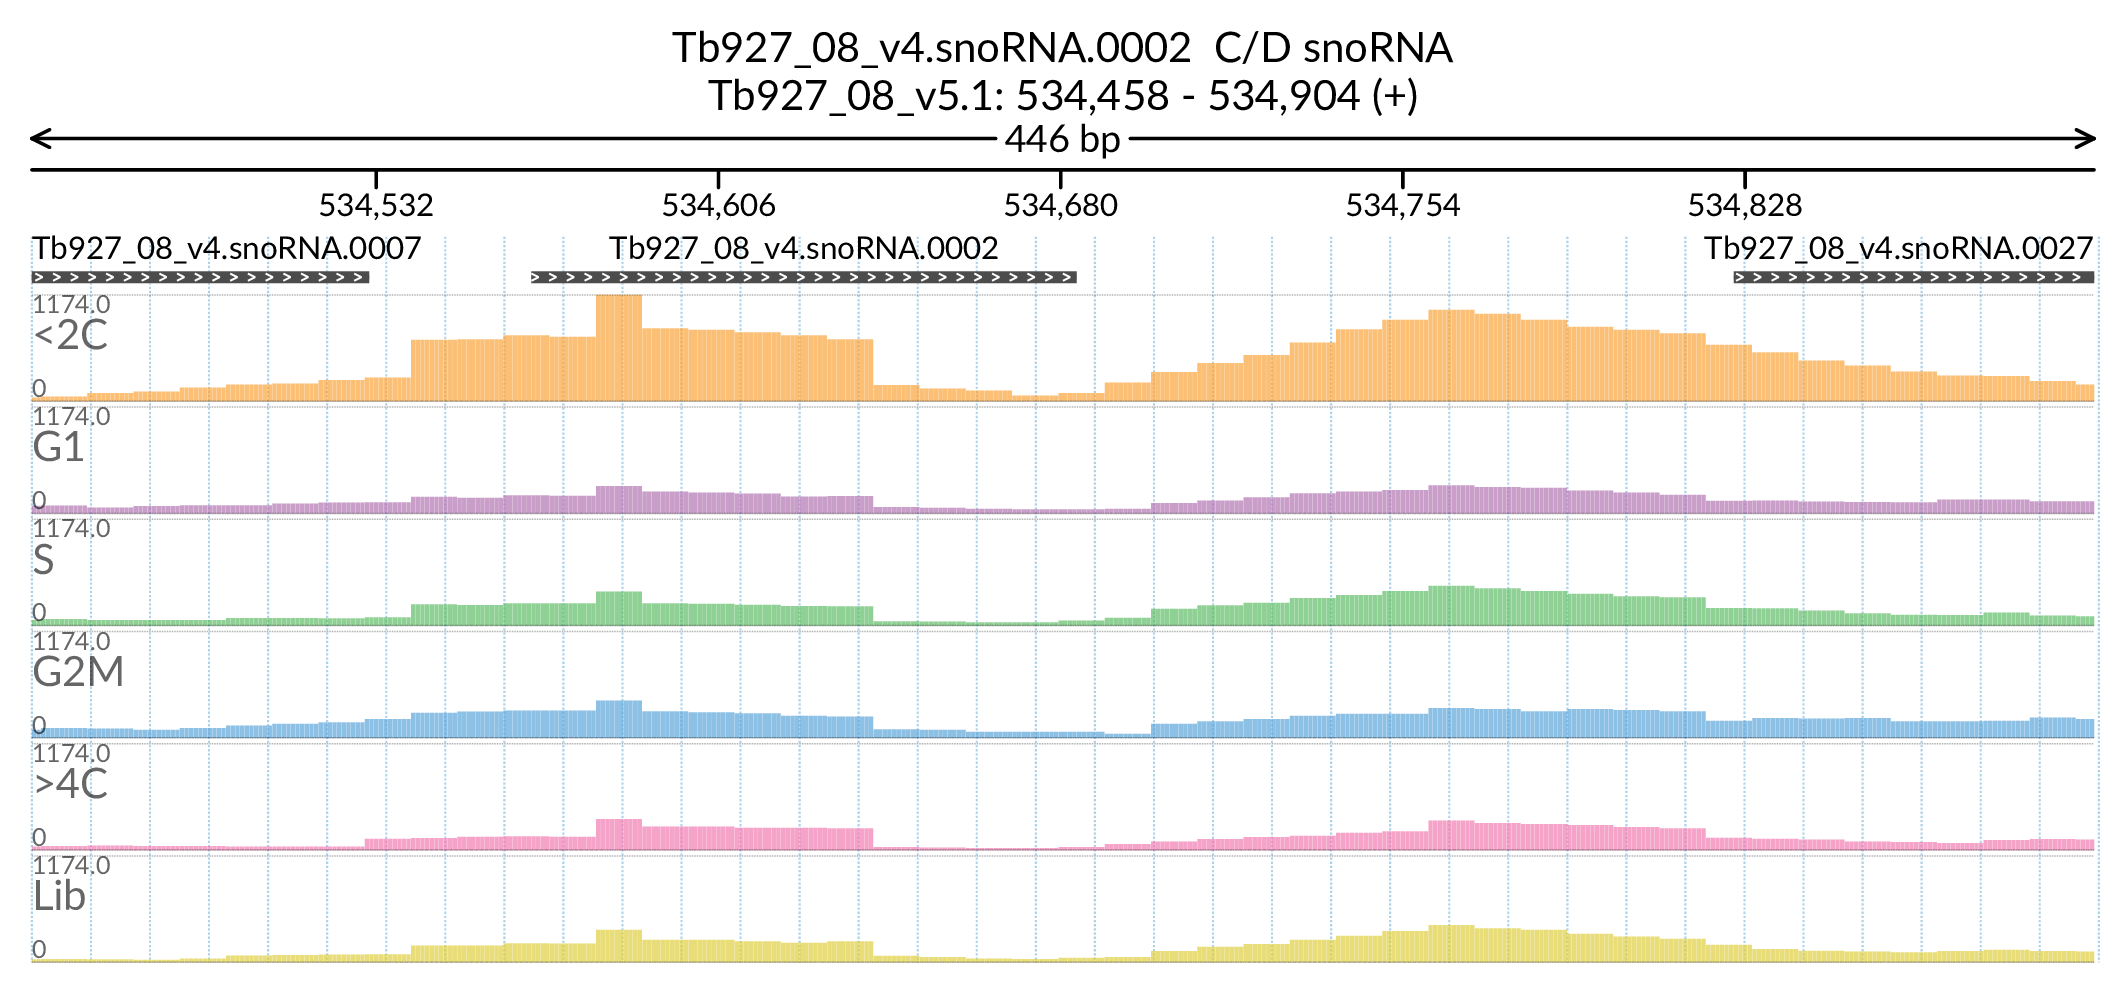 Tb927_08_v4.snoRNA.0002  C/D snoRNA
Tb927_08_v5.1: 534,458 - 534,904 (+)
446 bp
534,532 534,606 534,680 534,754 534,828
Tb927_08_v4.snoRNA.0007 Tb927_08_v4.snoRNA.0002 Tb927_08_v4.snoRNA.0027
1174.0
<2C
0
1174.0
G1
0
1174.0
S
0
1174.0
G2M
0
1174.0
>4C
0
1174.0
Lib
0